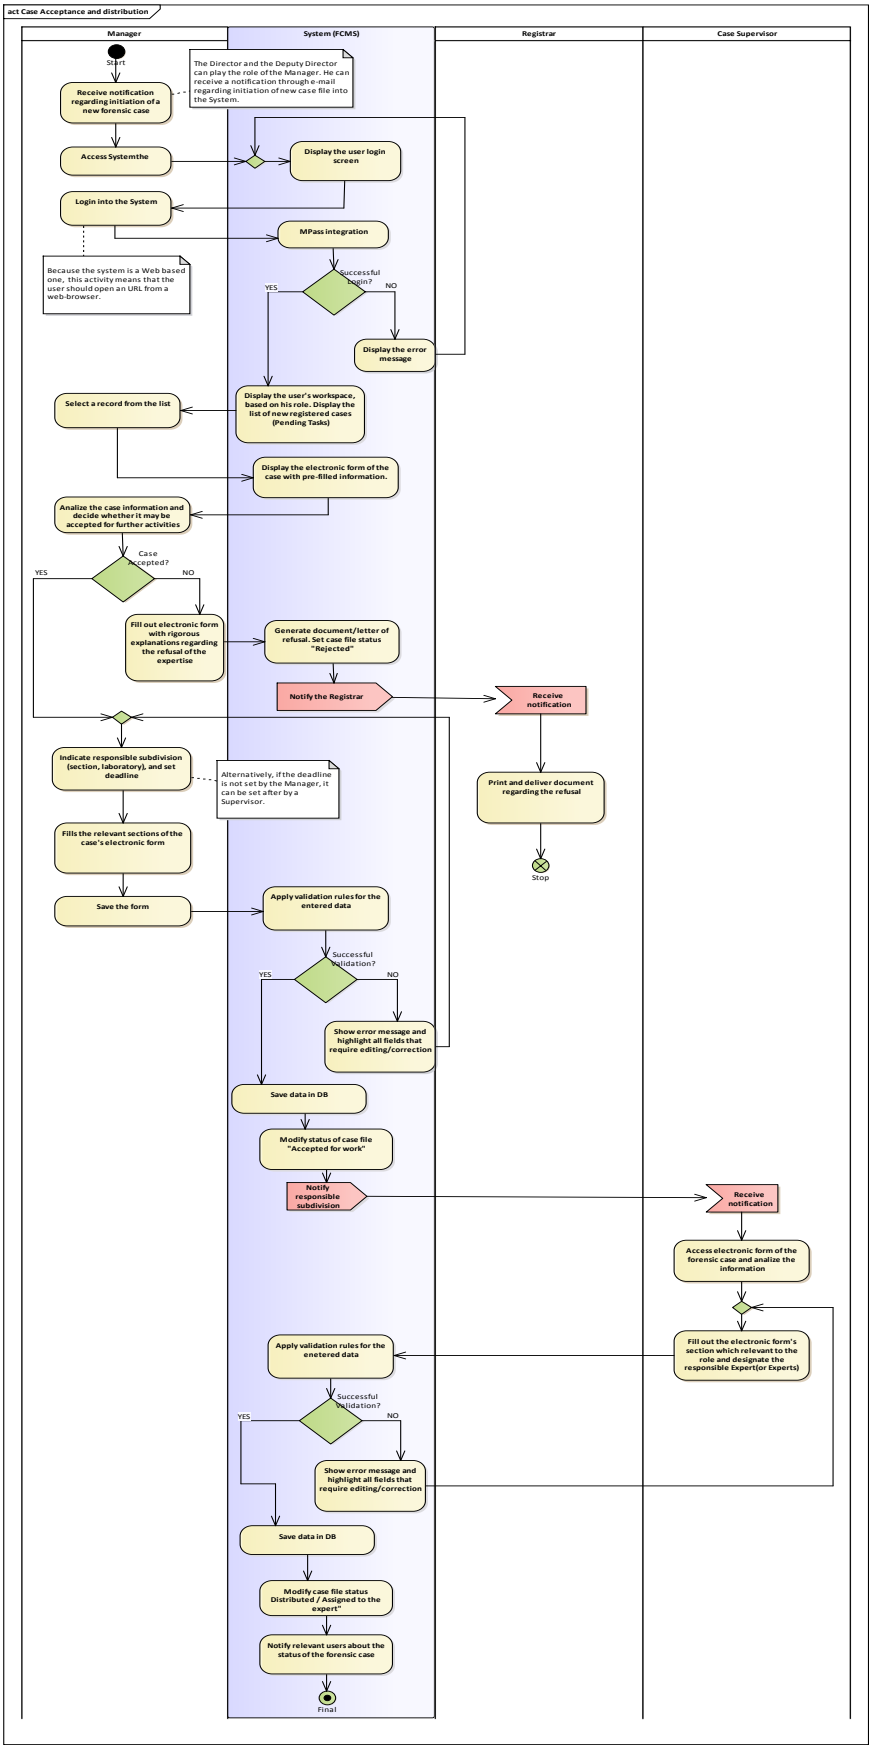 act Case Acceptance and distribution
Manager
System (FCMS)
Registrar
Case Supervisor
Start
The Director and the Deputy Director
can play the role of the Manager. He can
receive a notification through e-mail
regarding initiation of new case file into
the System.
Receive notification
regarding initiation of a
new forensic case
Access Systemthe
Display the user login
screen
Login into the System
MPass integration
Because the system is a Web based
one, this activity means that the
user should open an URL from a
web-browser.
Successful
Login?
YES
NO
Display the error
message
Display the user's workspace,
based on his role. Display the
list of new registered cases
(Pending Tasks)
Select a record from the list
Display the electronic form of the
case with pre-filled information.
Analize the case information and
decide whether it may be
accepted for further activities
Case
Accepted?
YES
NO
Fill out electronic form
with rigorous
explanations regarding
the refusal of the
expertise
Generate document/letter of
refusal. Set case file status
"Rejected"
Notify the Registrar
Receive
notification
Indicate responsible subdivision
(section, laboratory), and set
deadline
Alternatively, if the deadline
is not set by the Manager, it
can be set after by a
Supervisor.
Print and deliver document
regarding the refusal
Fills the relevant sections of the
case's electronic form
Stop
Save the form
Apply validation rules for the
entered data
Successful
Validation?
YES
NO
Show error message and
highlight all fields that
require editing/correction
Save data in DB
Modify status of case file
"Accepted for work"
Notify
responsible
subdivision
Receive
notification
Access electronic form of the
forensic case and analize the
information
Fill out the electronic form's
section which relevant to the
role and designate the
responsible Expert(or Experts)
Apply validation rules for the
enetered data
Successful
Validation?
YES
NO
Show error message and
highlight all fields that
require editing/correction
Save data in DB
Modify case file status
Distributed / Assigned to the
expert"
Notify relevant users about the
status of the forensic case
Final